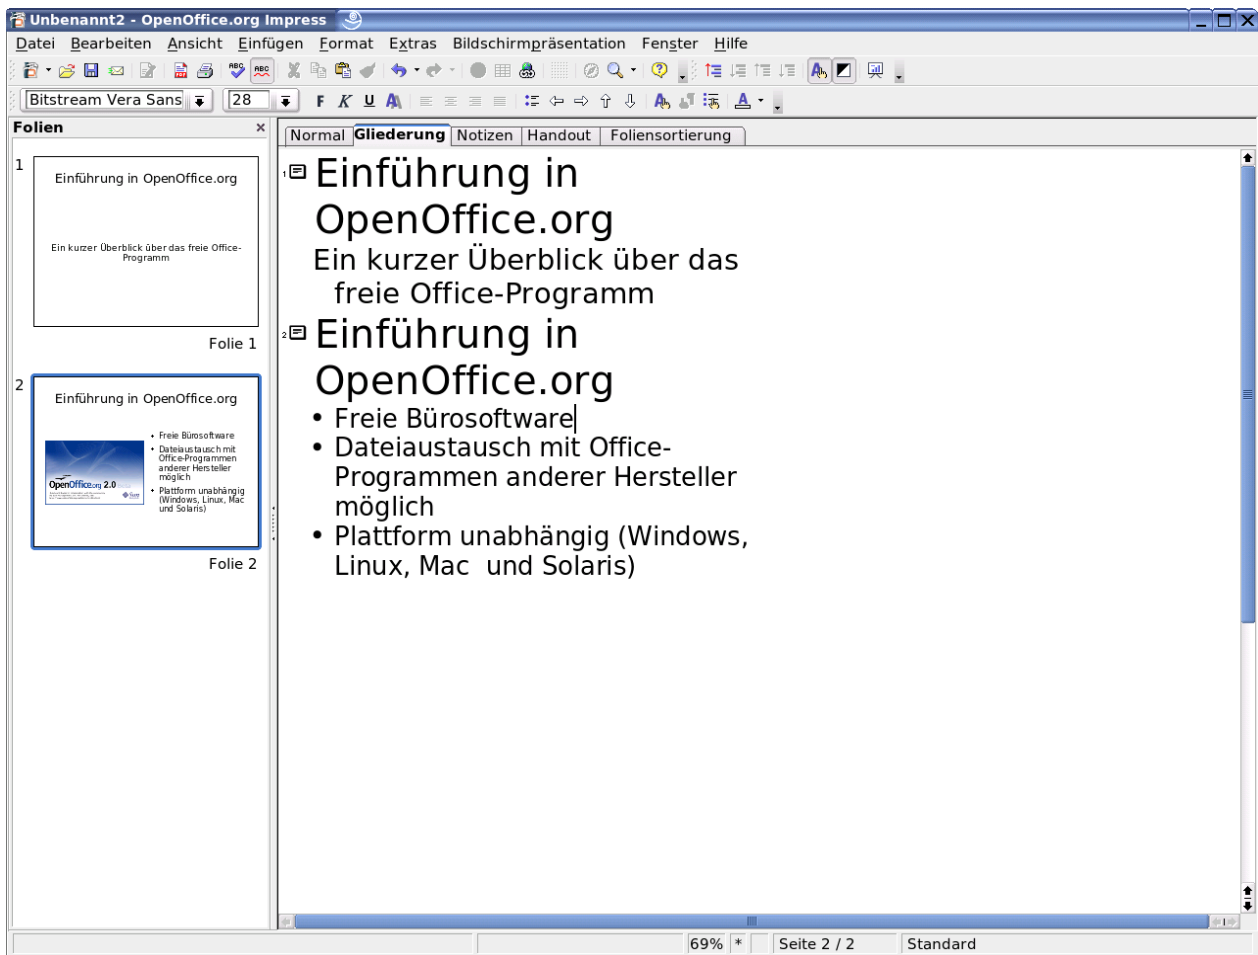 Unbenannt2 - OpenOffice.org Impress
Datei Bearbeiten Ansicht Einfügen Format Extras Bildschirmpräsentation Fenster Hilfe
ABC ABC
Bitstream Vera Sans 28 F K U A A
Folien
Normal Gliederung Notizen Handout Foliensortierung
1
Einführung in OpenOffice.org
Ein kurzer Überblick über das freie Office-
Programm
Folie 1
2
Einführung in OpenOffice.org
OpenOffice.org 2.0
• Freie Bürosoftware
• Dateiaustausch mit
Office-Programmen
anderer Hersteller
möglich
• Plattform unabhängig
(Windows, Linux, Mac
und Solaris)
Folie 2
1 Einführung in
OpenOffice.org
Ein kurzer Überblick über das
freie Office-Programm
2 Einführung in
OpenOffice.org
• Freie Bürosoftware
• Dateiaustausch mit Office-
Programmen anderer Hersteller
möglich
• Plattform unabhängig (Windows,
Linux, Mac  und Solaris)
69% * Seite 2 / 2 Standard